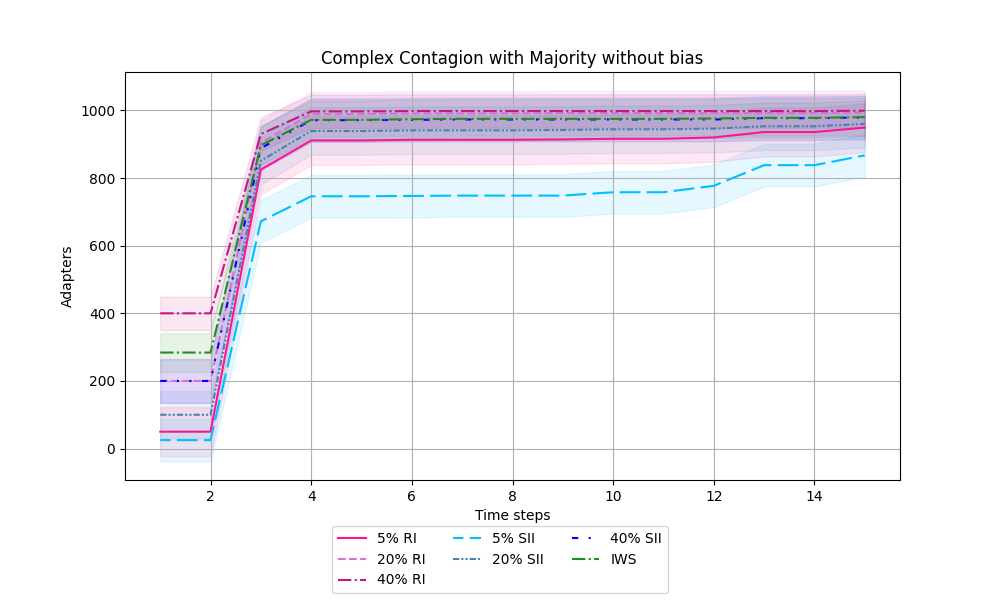 Complex Contagion with Majority without bias
1000
800
600
400
200
0
Adapters
2 4 6 8 10 12 14
Time steps
5% RI 5% SII 40% SII
20% RI 20% SII IWS
40% RI